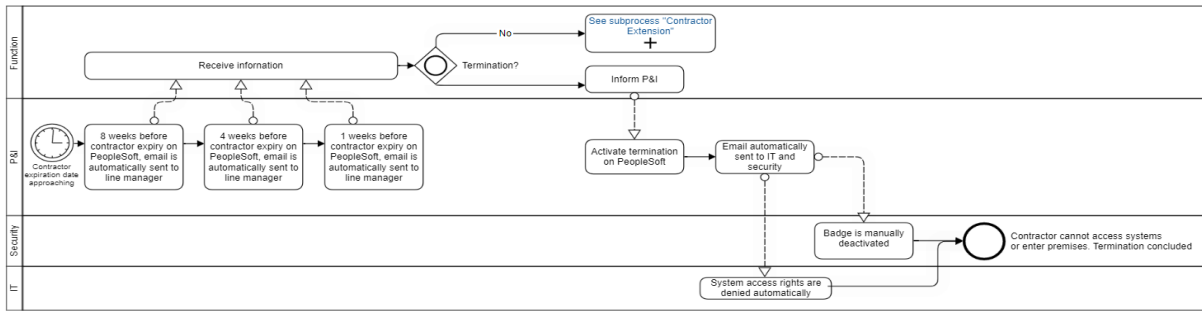 Function
No
See subprocess "Contractor
Extension"
Receive infornation
Termination?
Inform P&I
P&I
Contractor
expiration date
approaching
8 weeks before
contractor expiry on
PeopleSoft, email is
automatically sent to
line manager
4 weeks before
contractor expiry on
PeopleSoft, email is
automatically sent to
line manager
1 weeks before
contractor expiry on
PeopleSoft, email is
automatically sent to
line manager
Activate termination
on PeopleSoft
Email automatically
sent to IT and
security
Security
Badge is manually
deactivated
Contractor cannot access systems
or enter premises. Termination concluded
IT
System access rights are
denied automatically